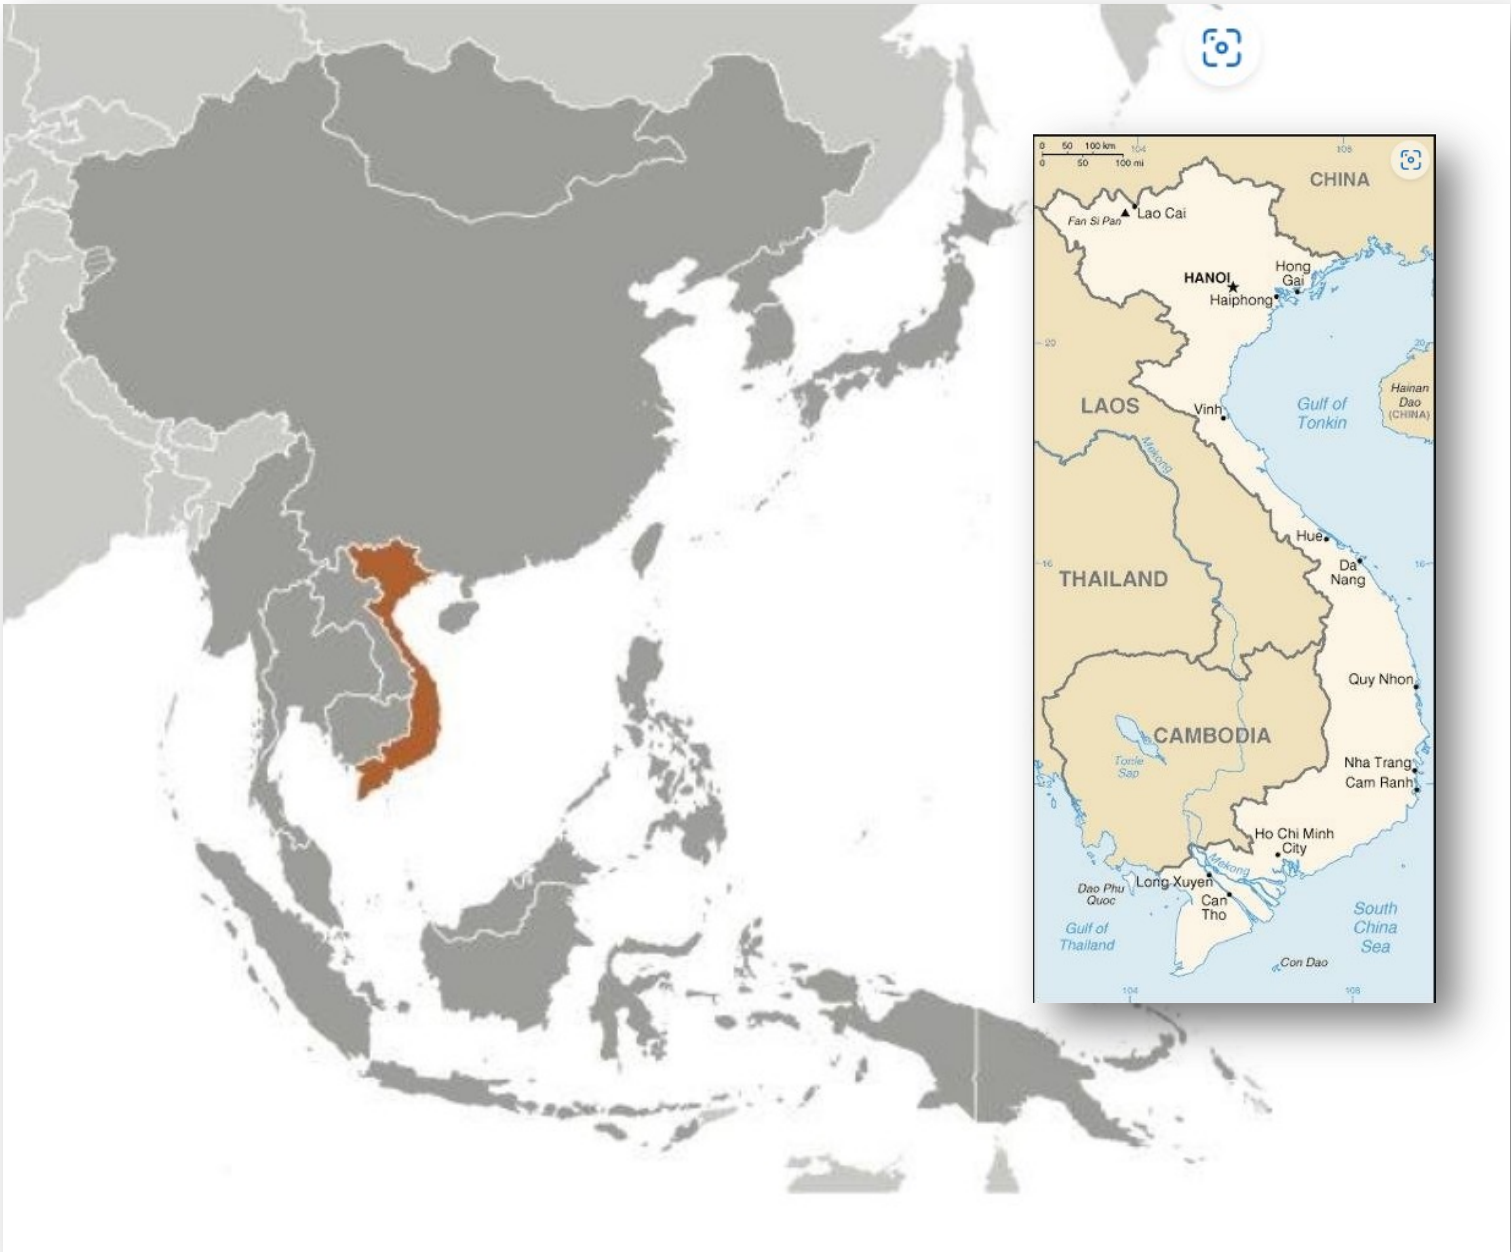 0 50 100 km
0 50 100 mi
104
108
CHINA
Fan Si Pan
Lao Cai
HANOI
Hong
Gai
Haiphong
20
20
Hainan
Dao
(CHINA)
LAOS
Vinh
Gulf of
Tonkin
Mekong
Hue
Da
Nang
16
16
THAILAND
Quy Nhon
CAMBODIA
Tonle
Sap
Nha Trang
Cam Ranh
Ho Chi Minh
City
Mekong
Long Xuyen
Dao Phu
Quoc
Can
Tho
South
China
Sea
Gulf of
Thailand
Con Dao
104
108